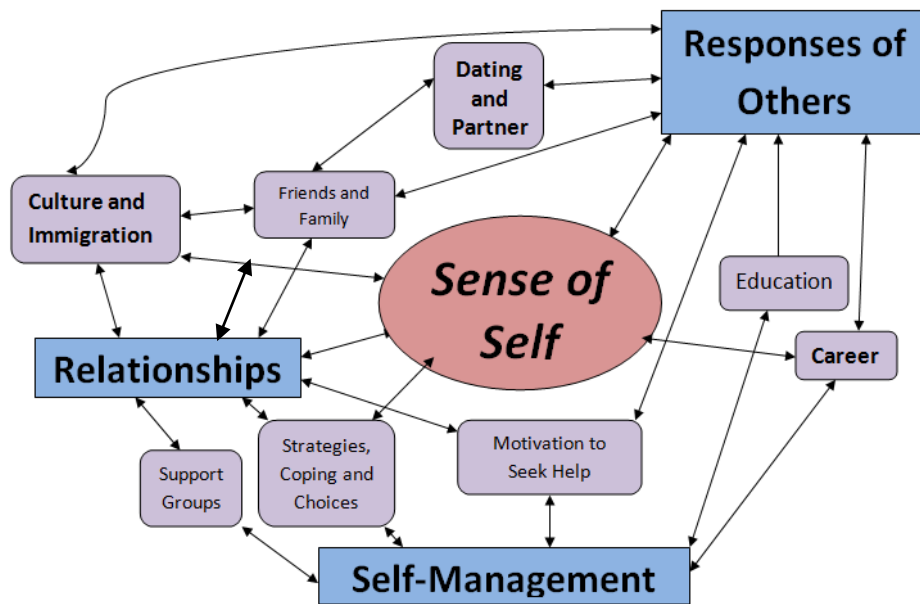 Responses of
Others
Dating
and
Partner
Culture and
Immigration
Friends and
Family
Sense of
Self
Education
Career
Relationships
Strategies,
Coping and
Choices
Motivation to
Seek Help
Support
Groups
Self-Management